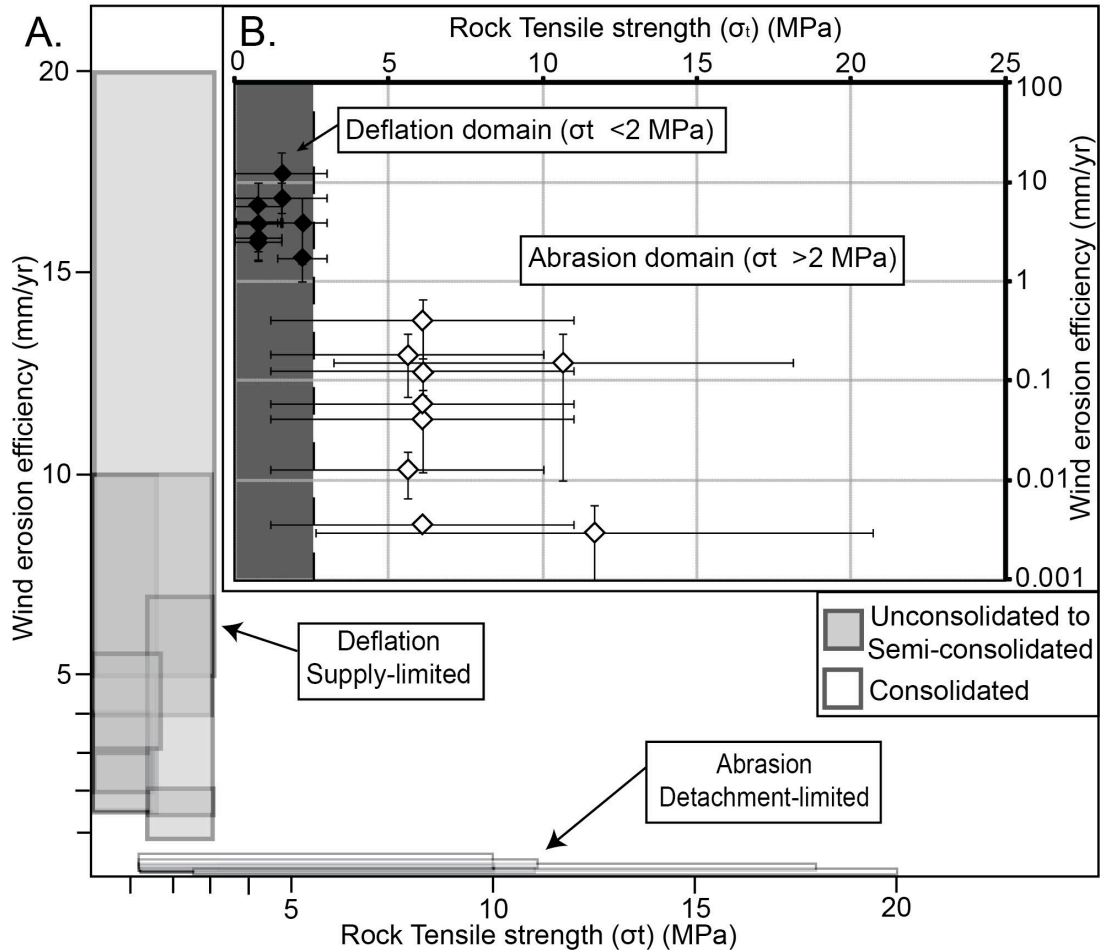 A.
B.
Rock Tensile strength (σt) (MPa)
0 5 10 15 20 25
100
10
1
0.1
0.01
0.001
Wind erosion efficiency (mm/yr)
Deflation domain (σt <2 MPa)
Abrasion domain (σt >2 MPa)
20
15
10
5
Wind erosion efficiency (mm/yr)
Deflation
Supply-limited
Unconsolidated to
Semi-consolidated
Consolidated
Abrasion
Detachment-limited
5 10 15 20
Rock Tensile strength (σt) (MPa)